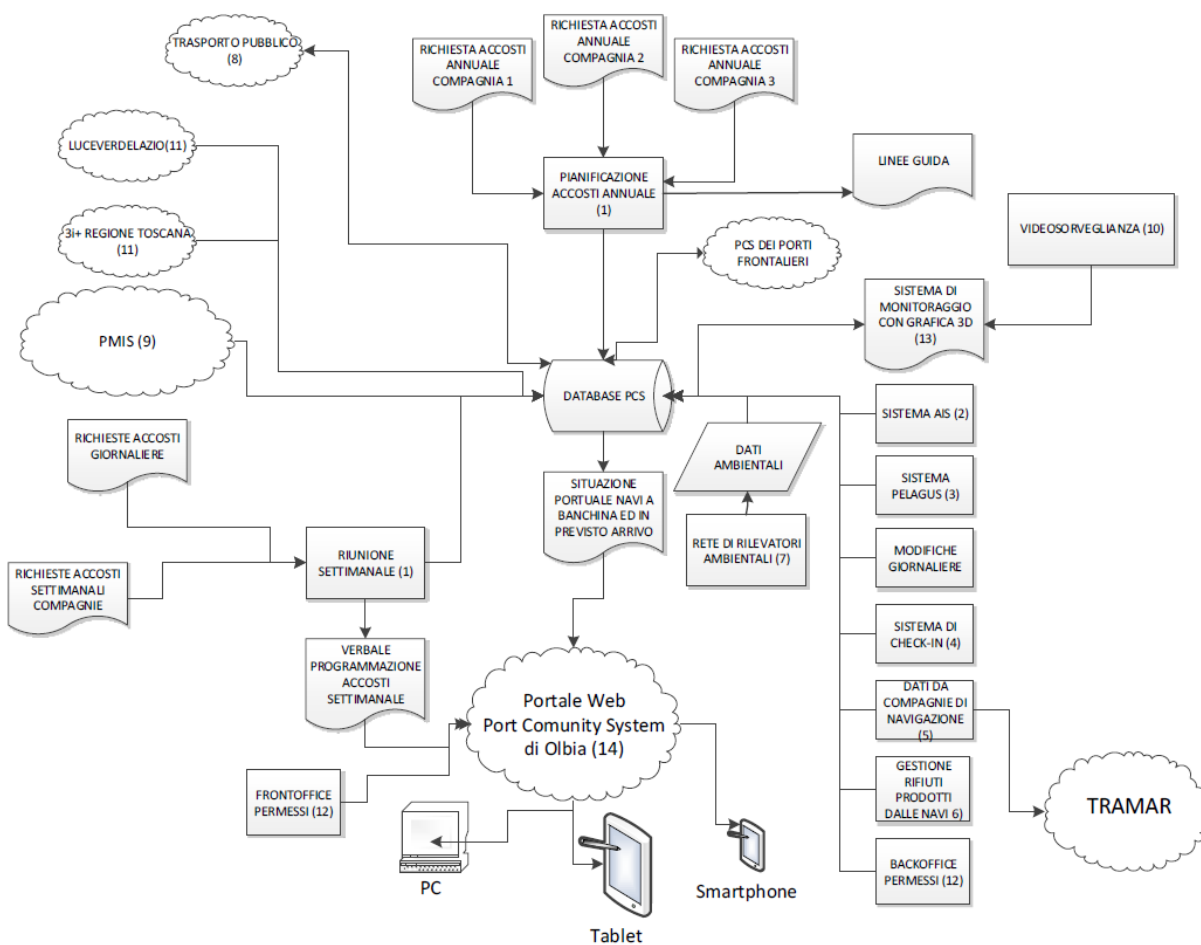 TRASPORTO PUBBLICO
(8)
RICHIESTA ACCOSTI
ANNUALE
COMPAGNIA 1
RICHIESTA ACCOSTI
ANNUALE
COMPAGNIA 2
RICHIESTA ACCOSTI
ANNUALE
COMPAGNIA 3
LUCEVERDELAZIO(11)
PIANIFICAZIONE
ACCOSTI ANNUALE
(1)
LINEE GUIDA
3i+ REGIONE TOSCANA
(11)
PCS DEI PORTI
FRONTALIERI
VIDEOSORVEGLIANZA (10)
PMIS (9)
SISTEMA DI
MONITORAGGIO
CON GRAFICA 3D
(13)
DATABASE PCS
SISTEMA AIS (2)
RICHIESTE ACCOSTI
GIORNALIERE
DATI
AMBIENTALI
SITUAZIONE
PORTUALE NAVI A
BANCHINA ED IN
PREVISTO ARRIVO
SISTEMA
PELAGUS (3)
RETE DI RILEVATORI
AMBIENTALI (7)
MODIFICHE
GIORNALIERE
RIUNIONE
SETTIMANALE (1)
RICHIESTE ACCOSTI
SETTIMANALI
COMPAGNIE
SISTEMA DI
CHECK-IN (4)
VERBALE
PROGRAMMAZIONE
ACCOSTI
SETTIMANALE
Portale Web
Port Comunity System
di Olbia (14)
DATI DA
COMPAGNIE DI
NAVIGAZIONE
(5)
FRONTOFFICE
PERMESSI (12)
GESTIONE
RIFIUTI
PRODOTTI
DALLE NAVI 6)
TRAMAR
BACKOFFICE
PERMESSI (12)
PC
Smartphone
Tablet